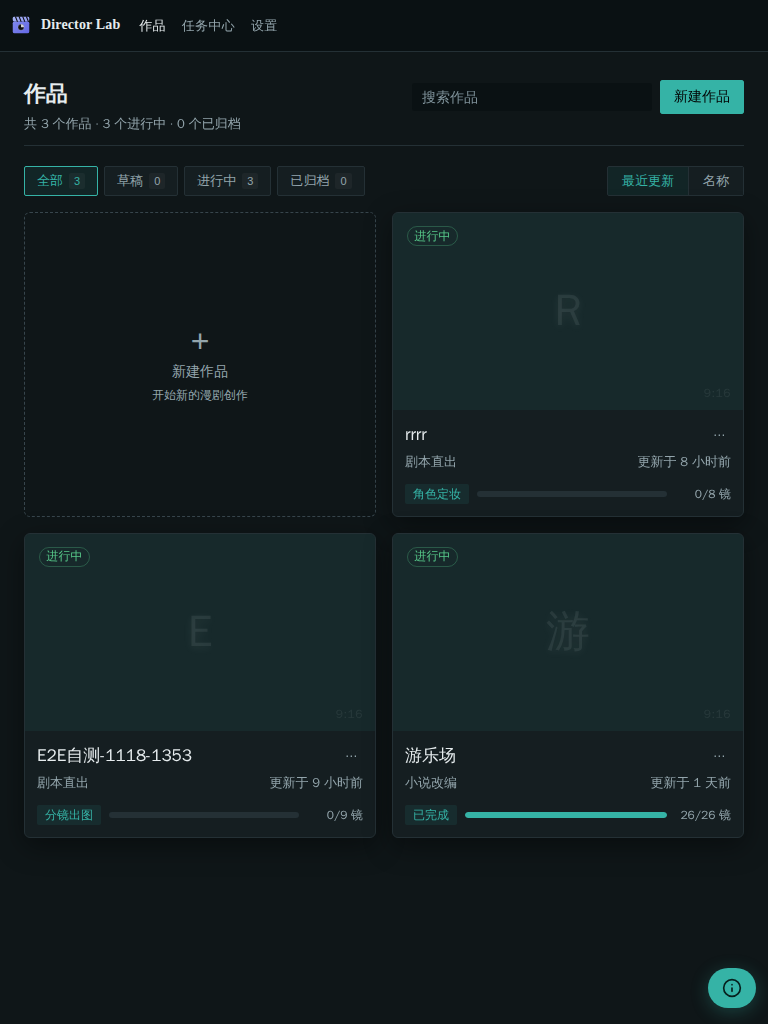 Director Lab 作品 任务中心 设置
作品
搜索作品 新建作品
共 3 个作品 · 3 个进行中 · 0 个已归档
全部 3 草稿 0 进行中 3 已归档 0 最近更新 名称
+
新建作品
开始新的漫剧创作
进行中
R
9:16
rrrr ...
剧本直出 更新于 8 小时前
角色定妆 0/8 镜
进行中
E
9:16
E2E自测-1118-1353 ...
剧本直出 更新于 9 小时前
分镜出图 0/9 镜
进行中
游
9:16
游乐场 ...
小说改编 更新于 1 天前
已完成 26/26 镜